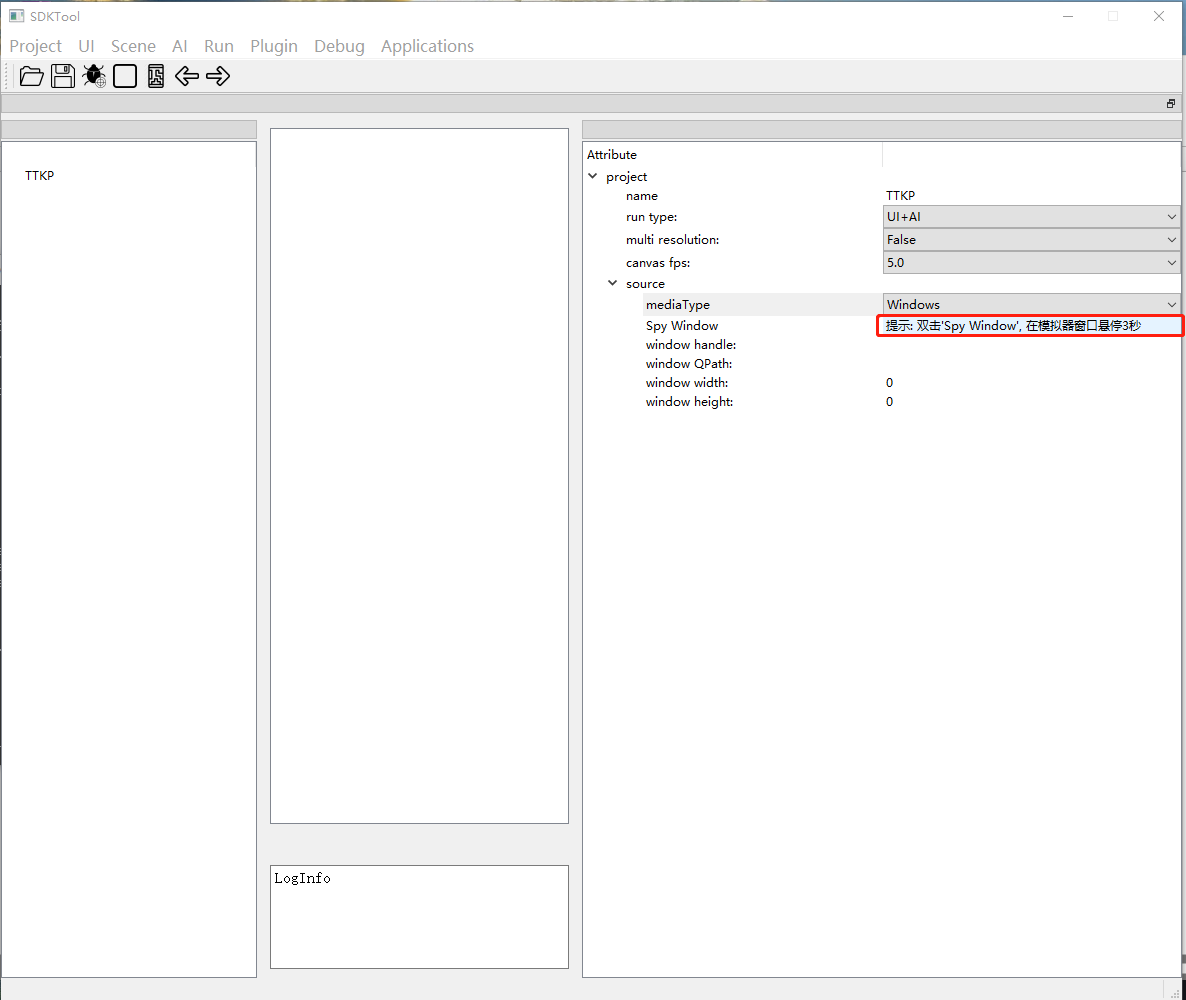 SDKTool
Project UI Scene AI Run Plugin Debug Applications
TTKP
LogInfo
Attribute
project
name TTKP
run type: UI+AI
multi resolution: False
canvas fps: 5.0
source
mediaType Windows
Spy Window 提示: 双击'Spy Window', 在模拟器窗口悬停3秒
window handle:
window QPath:
window width: 0
window height: 0